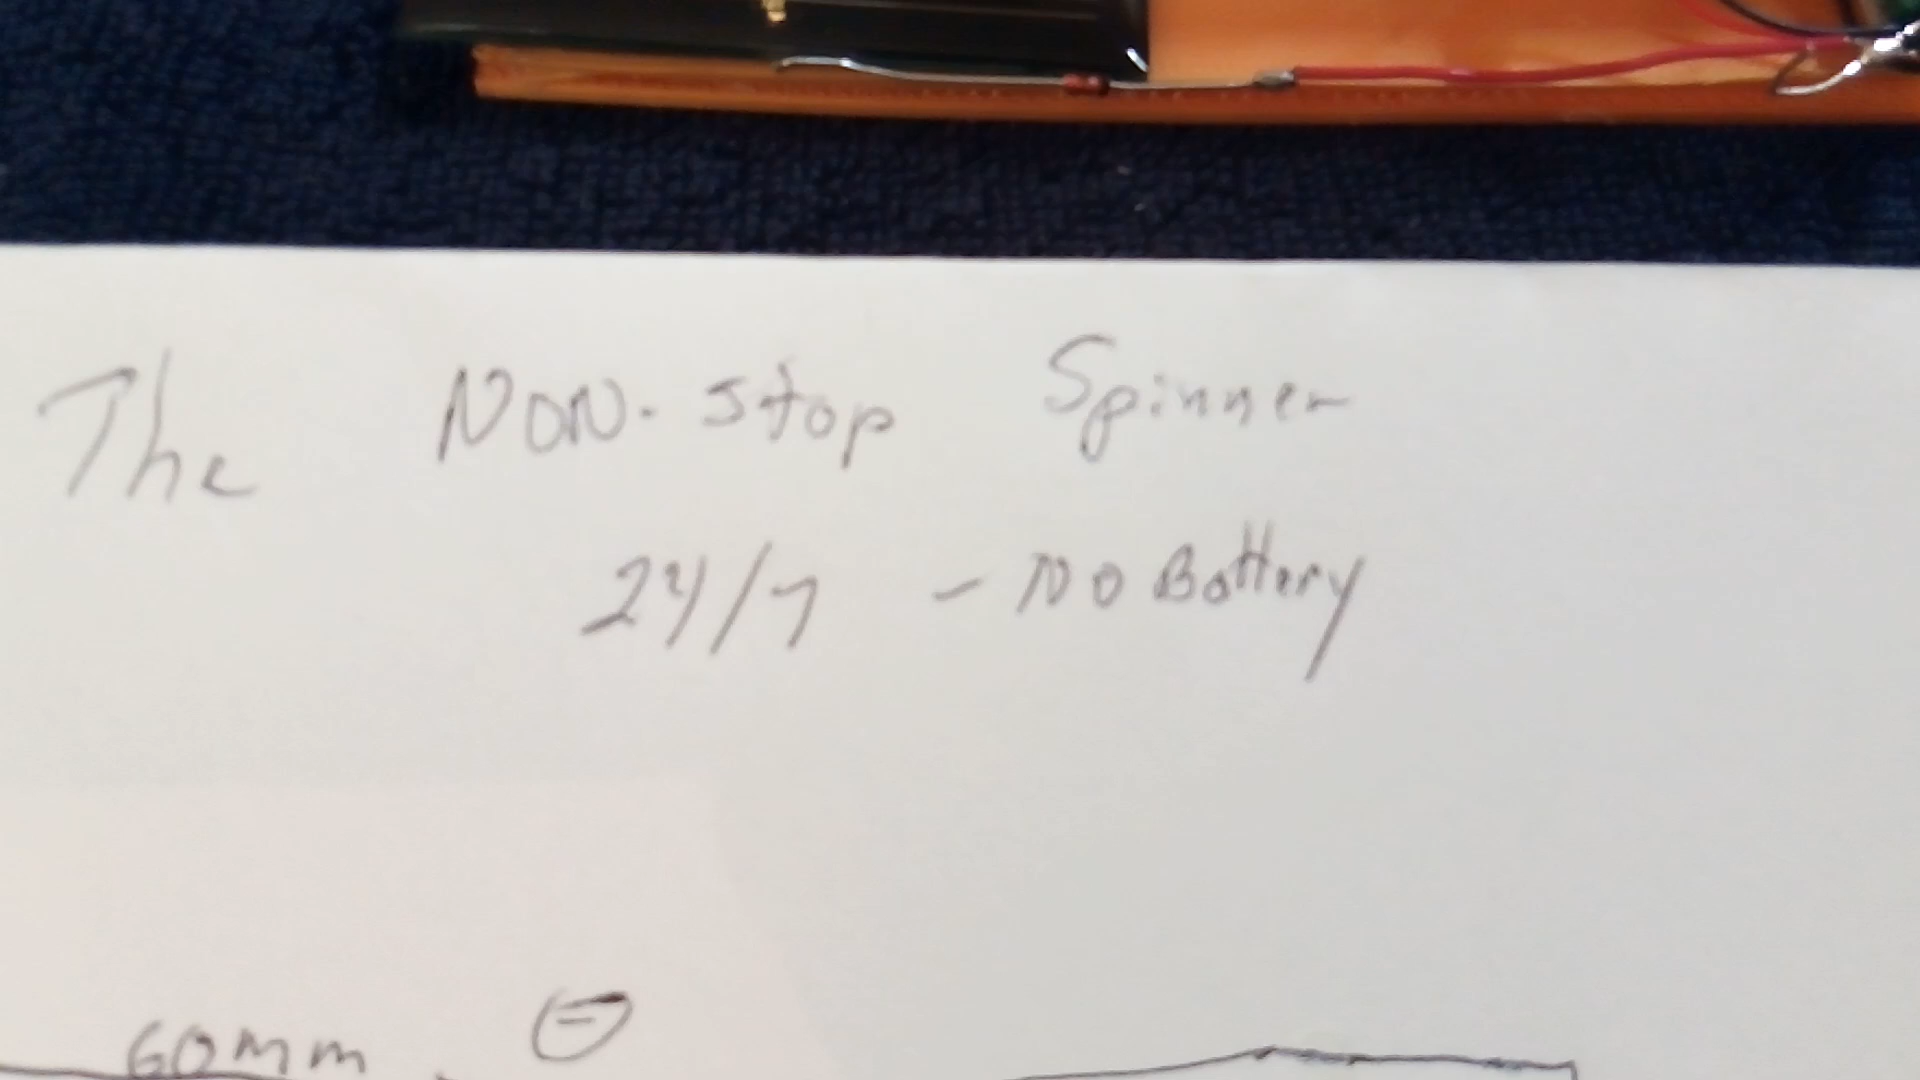 The Non-Stop Spinner
24/7 - No Battery
60mm -